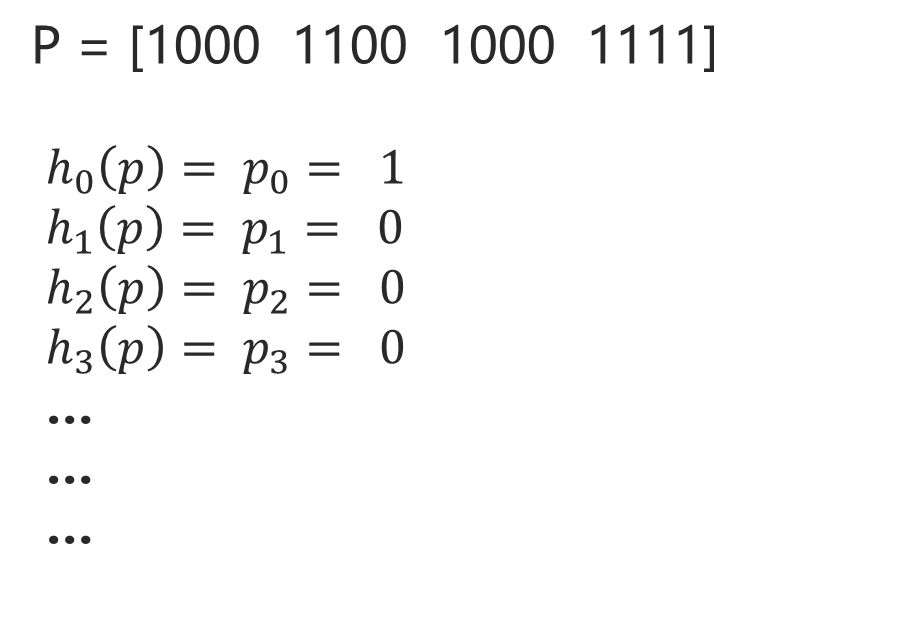 P = [1000 1100 1000 1111]
h₀(p) = p₀ = 1
h₁(p) = p₁ = 0
h₂(p) = p₂ = 0
h₃(p) = p₃ = 0
...
...
...